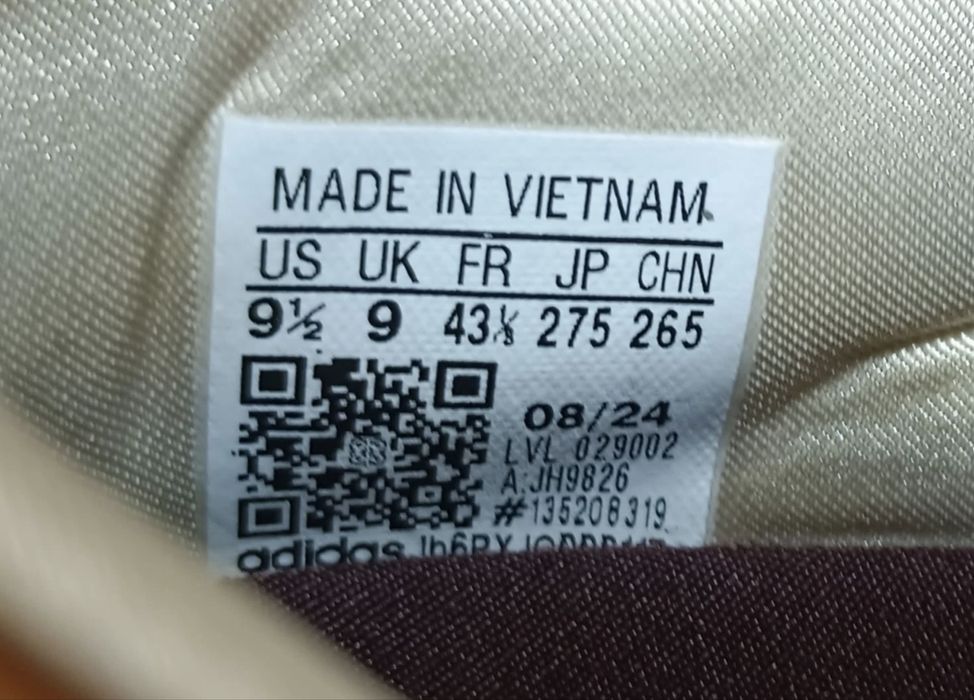 MADE IN VIETNAM
US UK FR JP CHN
9½ 9 43⅓ 275 265
08/24
LVL 029002
A:JH9826
#135208319
adidas